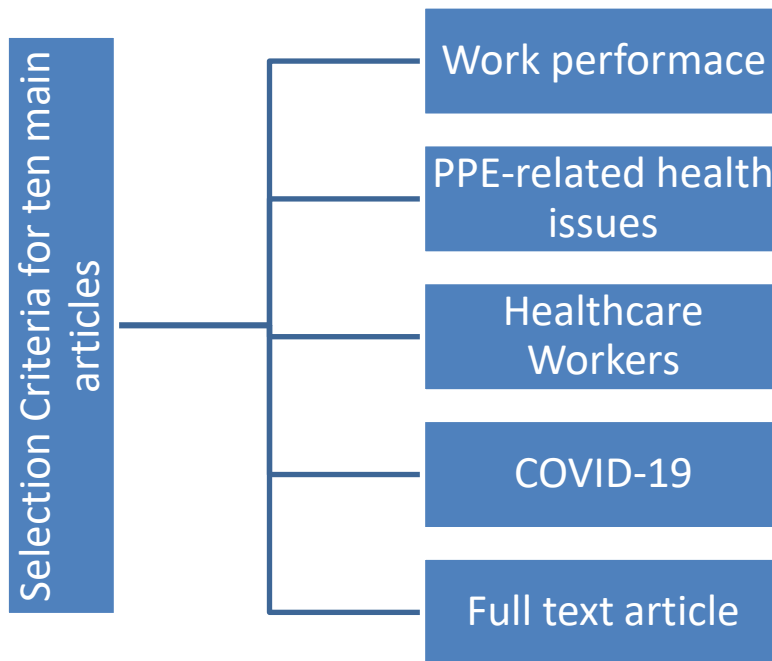 Selection Criteria for ten main
articles
Work performace
PPE-related health
issues
Healthcare
Workers
COVID-19
Full text article